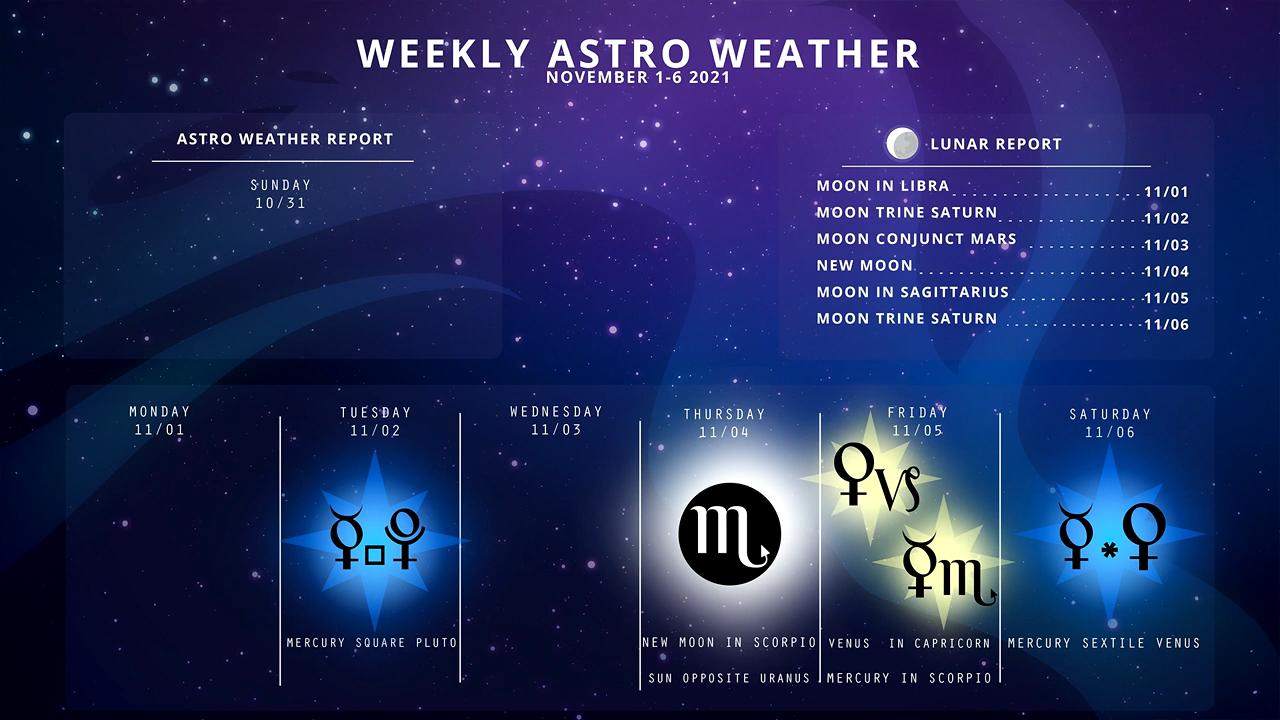 WEEKLY ASTRO WEATHER
NOVEMBER 1-6 2021
ASTRO WEATHER REPORT
SUNDAY
10/31
LUNAR REPORT
MOON IN LIBRA 11/01
MOON TRINE SATURN 11/02
MOON CONJUNCT MARS 11/03
NEW MOON 11/04
MOON IN SAGITTARIUS 11/05
MOON TRINE SATURN 11/06
MONDAY
11/01
TUESDAY
11/02
MERCURY SQUARE PLUTO
WEDNESDAY
11/03
THURSDAY
11/04
NEW MOON IN SCORPIO
SUN OPPOSITE URANUS
FRIDAY
11/05
VENUS IN CAPRICORN
MERCURY IN SCORPIO
SATURDAY
11/06
MERCURY SEXTILE VENUS